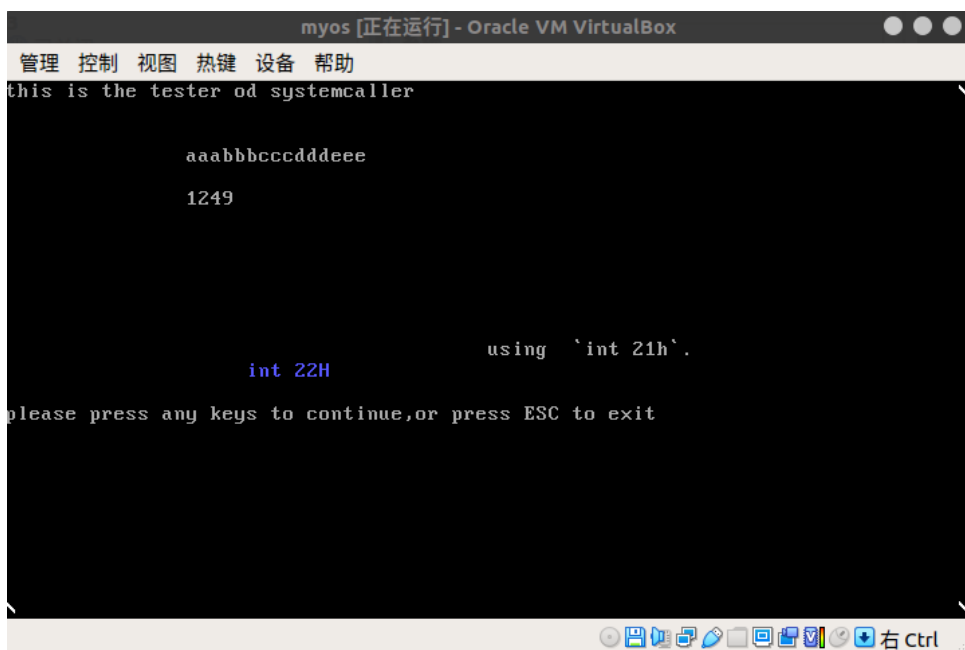 myos [正在运行] - Oracle VM VirtualBox
管理 控制 视图 热键 设备 帮助
this is the tester od systemcaller
aaabbbcccdddeee
1249
using `int 21h`.
int 22H
please press any keys to continue,or press ESC to exit
右 Ctrl